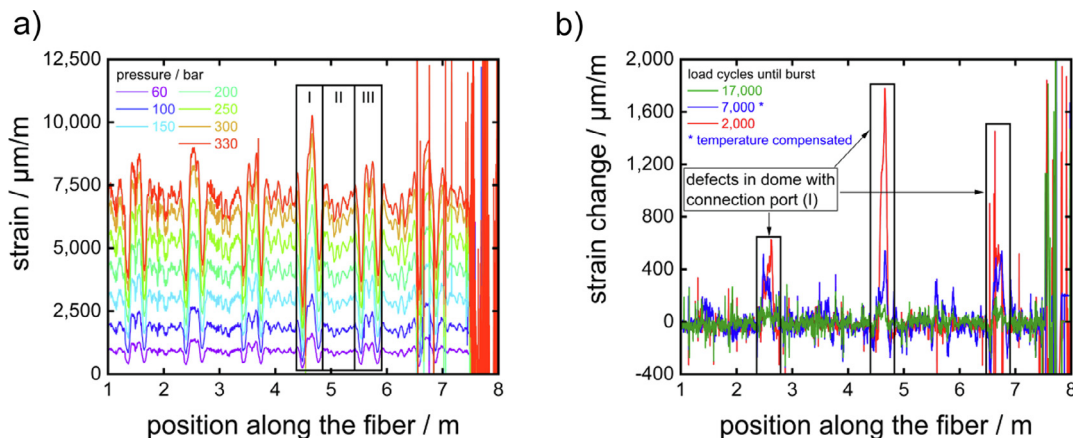 a)
12,500
10,000
7,500
5,000
2,500
0
strain / µm/m
pressure / bar
60 200
100 250
150 300
330
I II III
1 2 3 4 5 6 7 8
position along the fiber / m
b)
2,000
1,600
1,200
800
400
0
-400
strain change / µm/m
load cycles until burst
17,000
7,000 *
2,000
* temperature compensated
defects in dome with
connection port (I)
1 2 3 4 5 6 7 8
position along the fiber / m